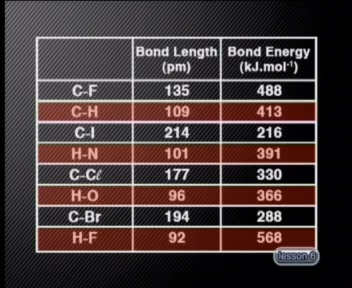 Bond Length Bond Energy
(pm) (kJ.mol⁻¹)
C-F 135 488
C-H 109 413
C-I 214 216
H-N 101 391
C-Cℓ 177 330
H-O 96 366
C-Br 194 288
H-F 92 568
lesson 6